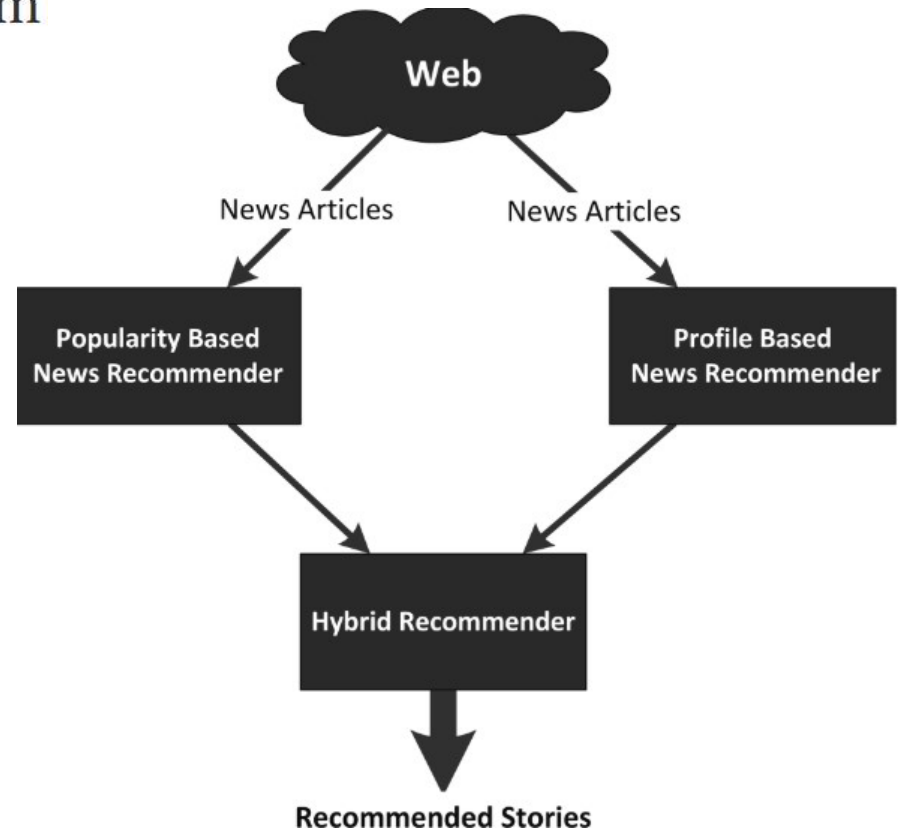 Web
News Articles
News Articles
Popularity Based
News Recommender
Profile Based
News Recommender
Hybrid Recommender
Recommended Stories